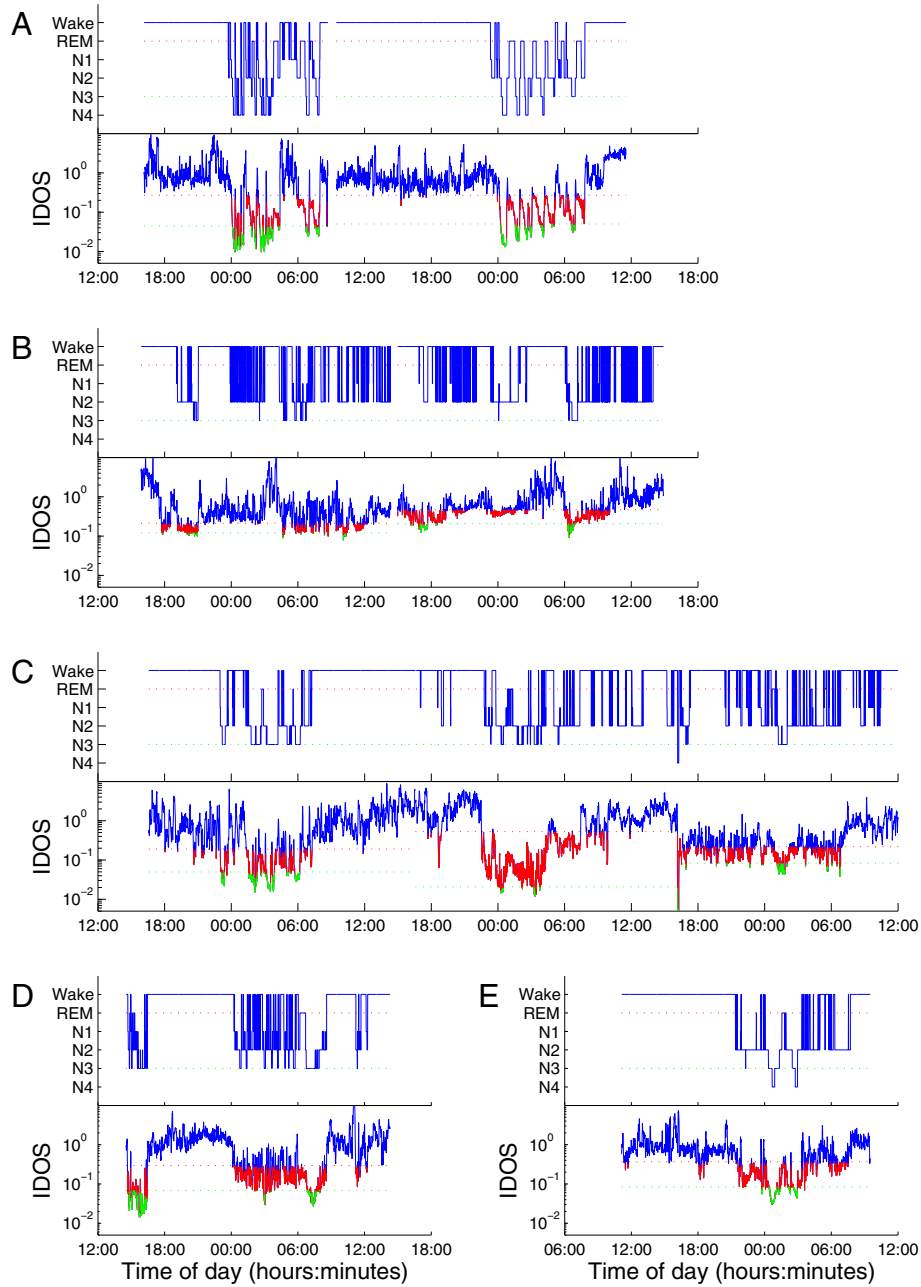 A
Wake
REM
N1
N2
N3
N4
IDOS
10^0
10^−1
10^−2
12:00 18:00 00:00 06:00 12:00 18:00 00:00 06:00 12:00 18:00
B
Wake
REM
N1
N2
N3
N4
IDOS
10^0
10^−1
10^−2
12:00 18:00 00:00 06:00 12:00 18:00 00:00 06:00 12:00 18:00
C
Wake
REM
N1
N2
N3
N4
IDOS
10^0
10^−1
10^−2
12:00 18:00 00:00 06:00 12:00 18:00 00:00 06:00 12:00 18:00 00:00 06:00 12:00
D
Wake
REM
N1
N2
N3
N4
IDOS
10^0
10^−1
10^−2
12:00 18:00 00:00 06:00 12:00 18:00
Time of day (hours:minutes)
E
Wake
REM
N1
N2
N3
N4
IDOS
10^0
10^−1
10^−2
06:00 12:00 18:00 00:00 06:00 12:00
Time of day (hours:minutes)